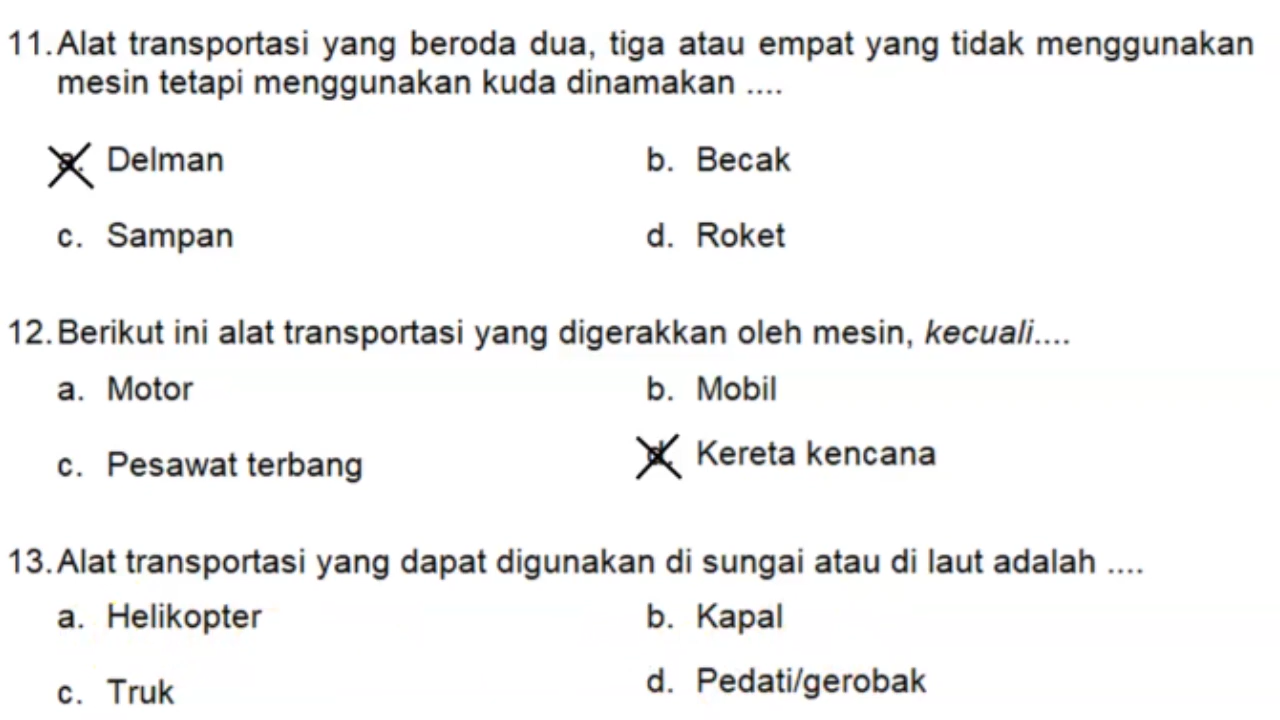 11. Alat transportasi yang beroda dua, tiga atau empat yang tidak menggunakan
mesin tetapi menggunakan kuda dinamakan ....
a. Delman
b. Becak
c. Sampan
d. Roket
12. Berikut ini alat transportasi yang digerakkan oleh mesin, kecuali....
a. Motor
b. Mobil
c. Pesawat terbang
d. Kereta kencana
13. Alat transportasi yang dapat digunakan di sungai atau di laut adalah ....
a. Helikopter
b. Kapal
c. Truk
d. Pedati/gerobak